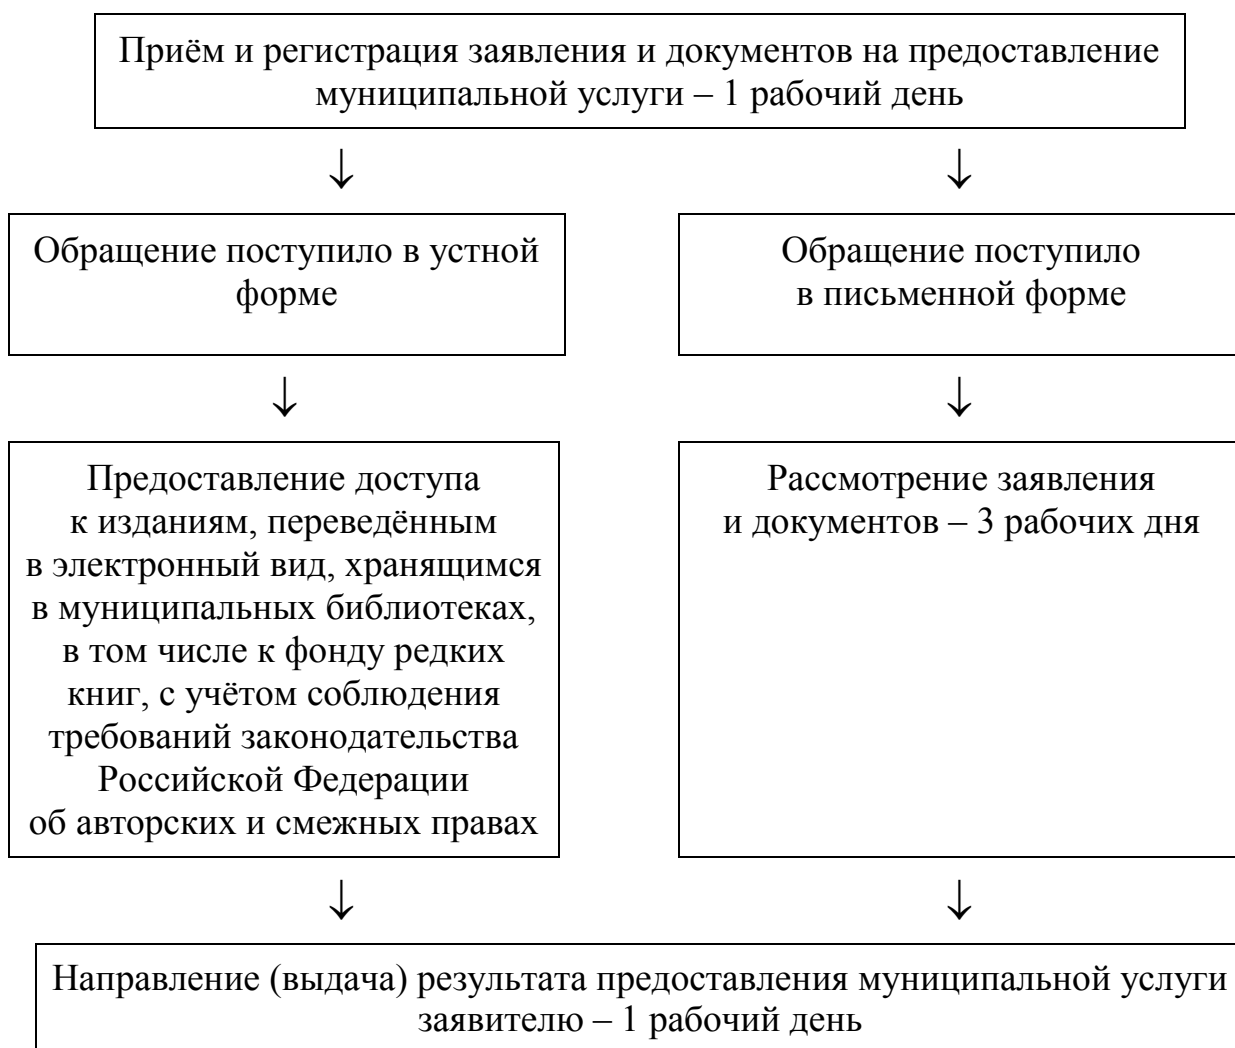 Приём и регистрация заявления и документов на предоставление
муниципальной услуги – 1 рабочий день
↓
↓
Обращение поступило в устной
форме
Обращение поступило
в письменной форме
↓
↓
Предоставление доступа
к изданиям, переведённым
в электронный вид, хранящимся
в муниципальных библиотеках,
в том числе к фонду редких
книг, с учётом соблюдения
требований законодательства
Российской Федерации
об авторских и смежных правах
Рассмотрение заявления
и документов – 3 рабочих дня
↓
↓
Направление (выдача) результата предоставления муниципальной услуги
заявителю – 1 рабочий день